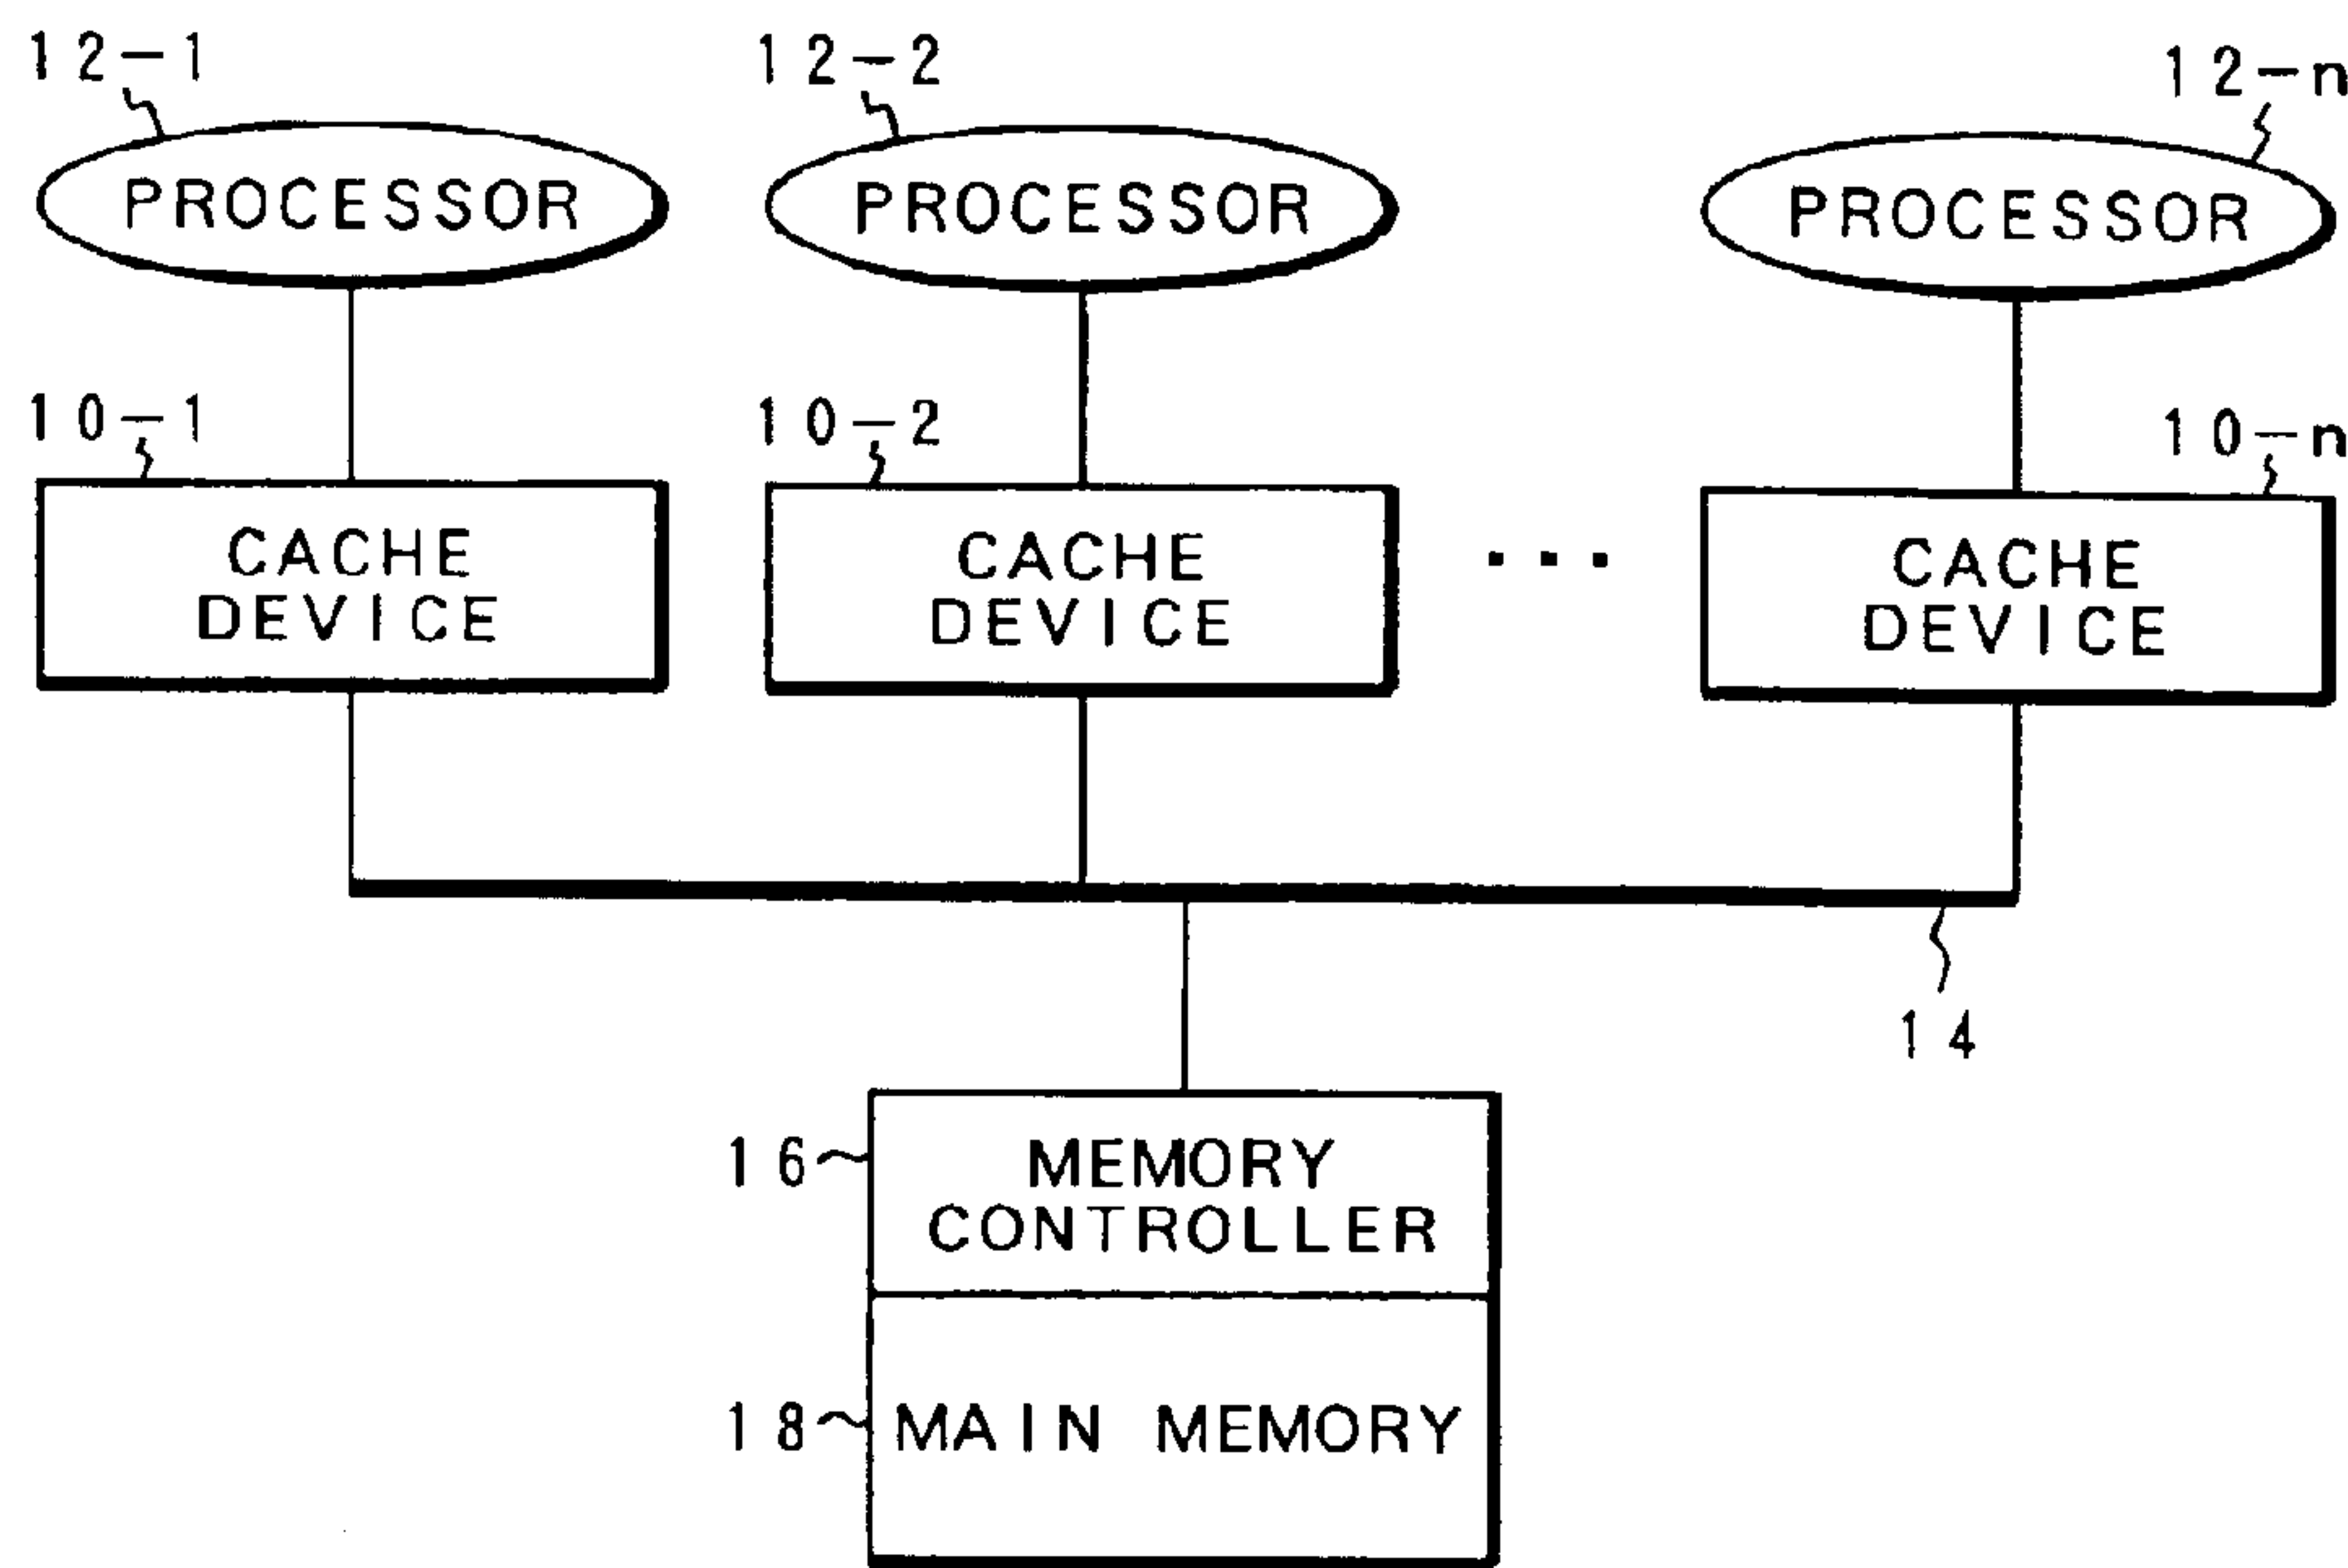 12-1
12-2
12-n
PROCESSOR
PROCESSOR
PROCESSOR
10-1
10-2
10-n
CACHE
DEVICE
CACHE
DEVICE
...
CACHE
DEVICE
14
16
MEMORY
CONTROLLER
18
MAIN MEMORY